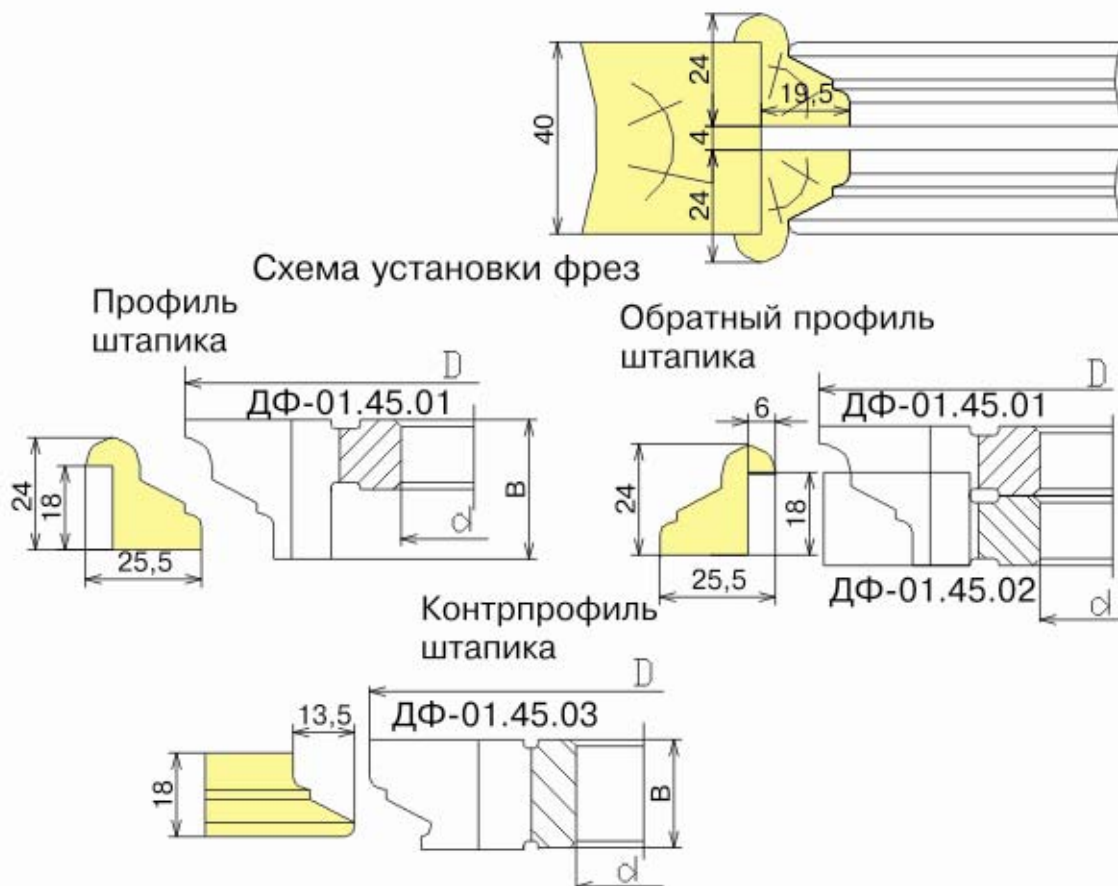 24
19,5
40
4
24
Схема установки фрез
Профиль
штапика
Обратный профиль
штапика
D
ДФ-01.45.01
24
18
25,5
B
d
D
6
ДФ-01.45.01
24
18
25,5
ДФ-01.45.02
d
Контрпрофиль
штапика
D
13,5
ДФ-01.45.03
18
B
d